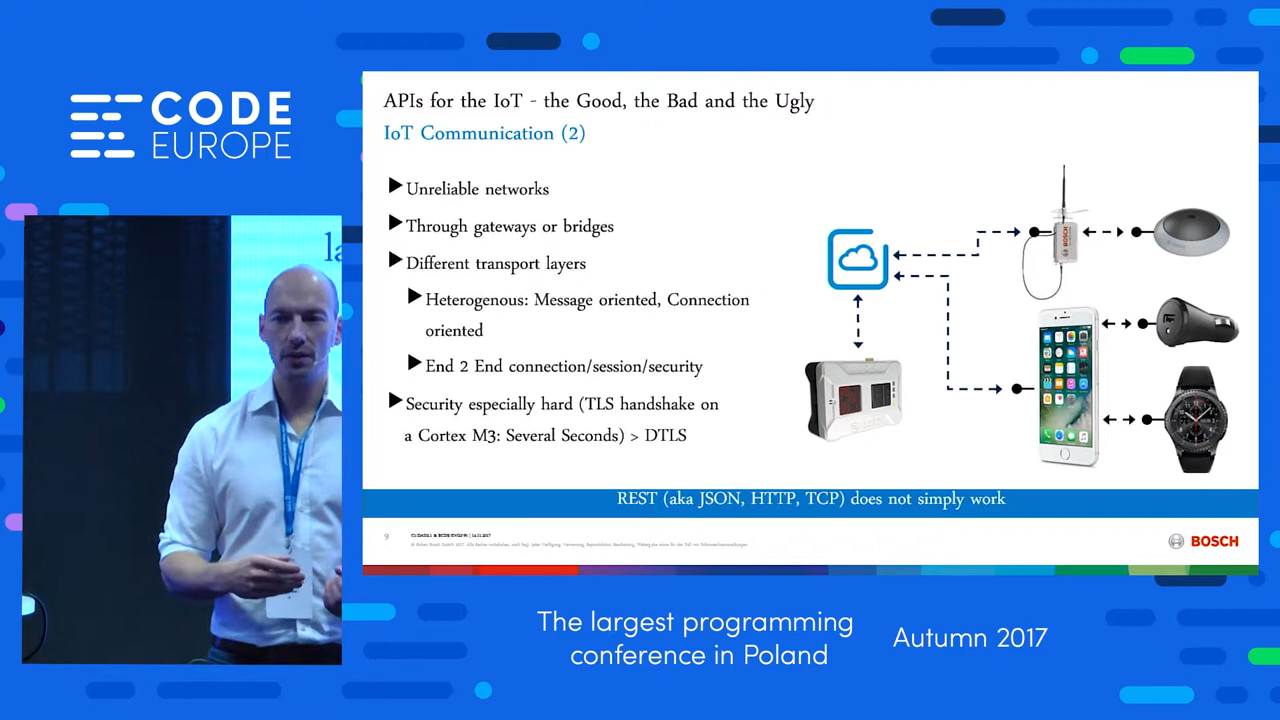 CODE
EUROPE
APIs for the IoT - the Good, the Bad and the Ugly
IoT Communication (2)
Unreliable networks
Through gateways or bridges
Different transport layers
Heterogenous: Message oriented, Connection
oriented
End 2 End connection/session/security
Security especially hard (TLS handshake on
a Cortex M3: Several Seconds) > DTLS
BOSCH
REST (aka JSON, HTTP, TCP) does not simply work
9
BOSCH
The largest programming
conference in Poland
Autumn 2017